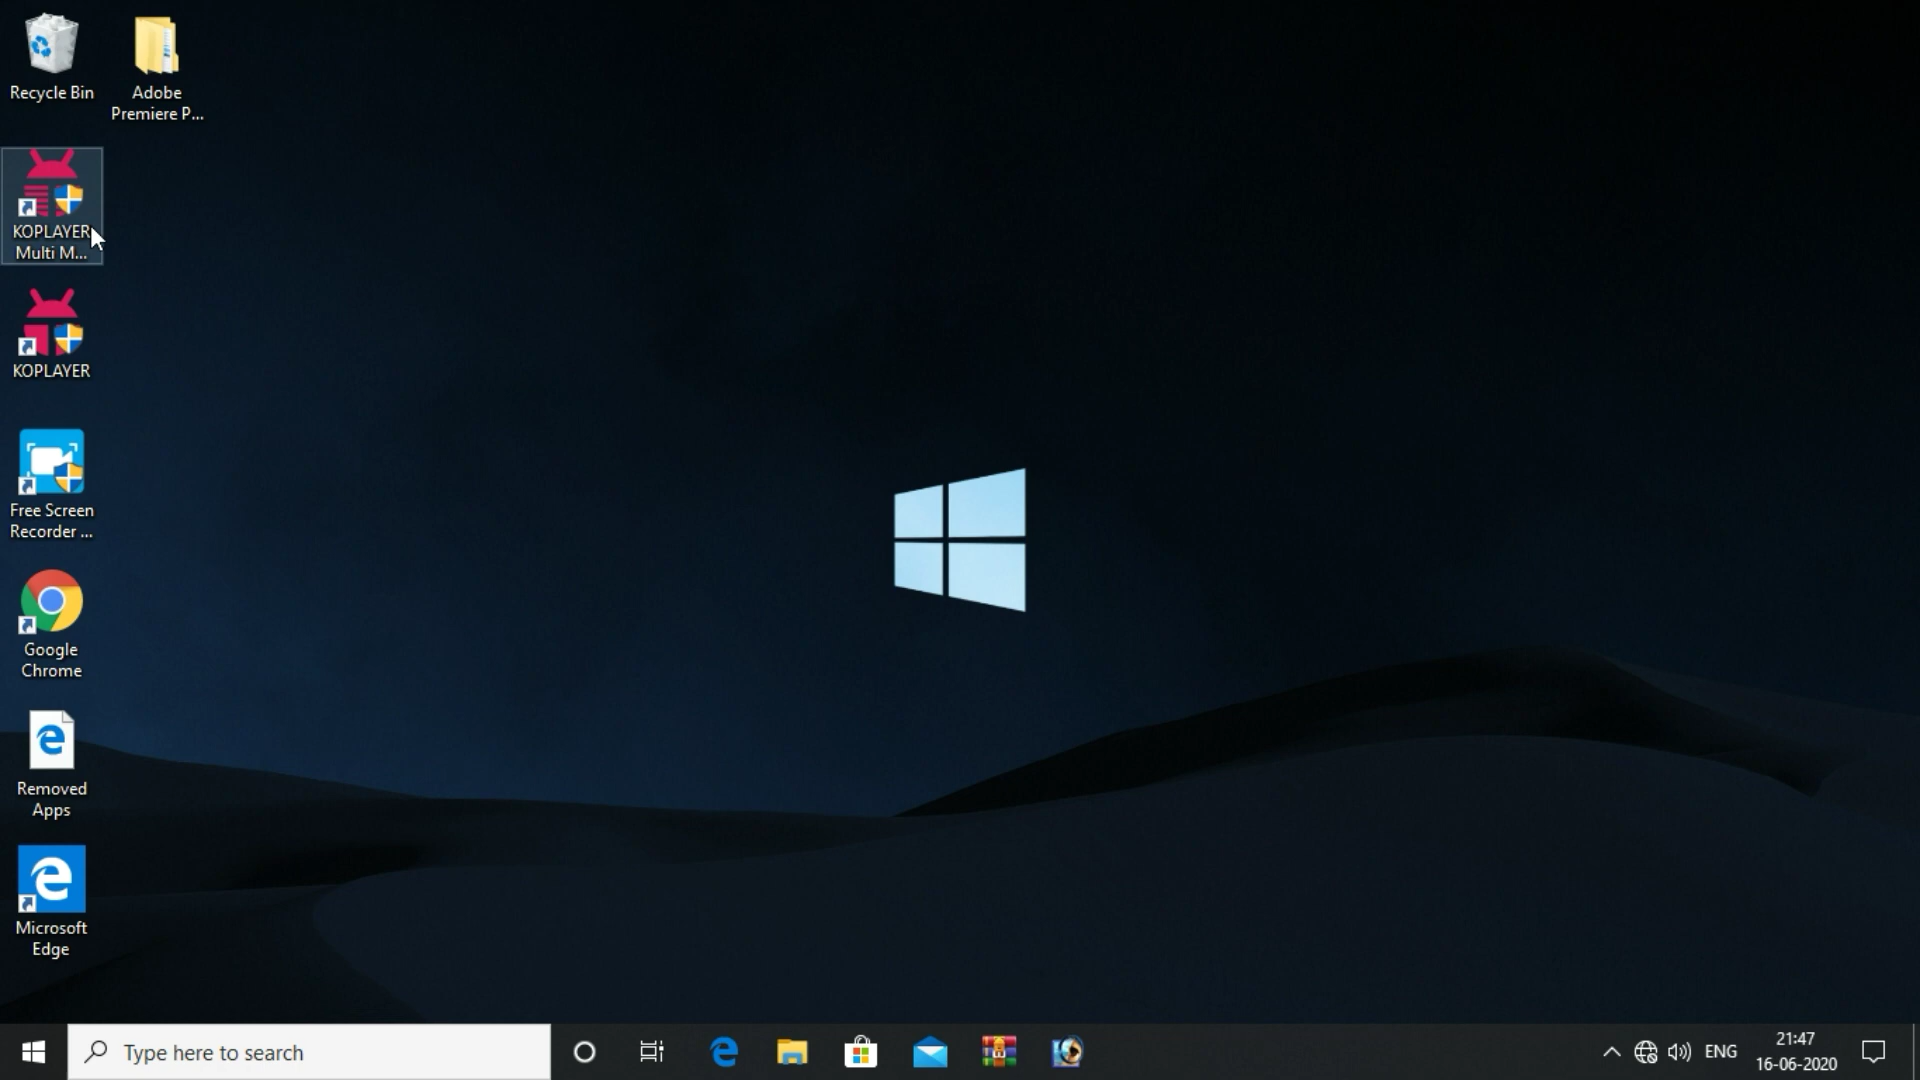 Recycle Bin
Adobe
Premiere P...
KOPLAYER
Multi M...
KOPLAYER
Free Screen
Recorder ...
Google
Chrome
Removed
Apps
Microsoft
Edge
Type here to search
ENG
21:47
16-06-2020